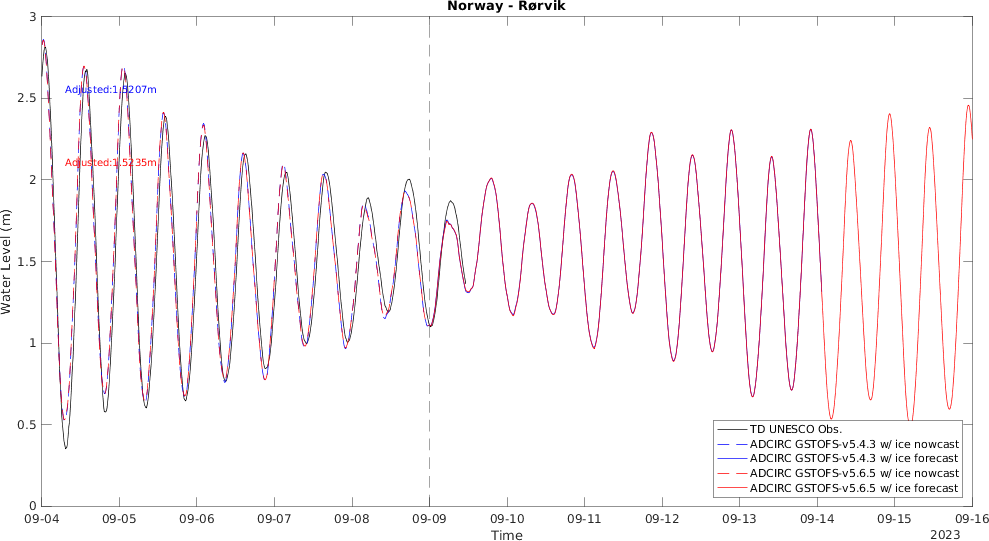 Norway - Rørvik
3
2.5
2
1.5
1
0.5
0
Water Level (m)
Adjusted:1.5207m
Adjusted:1.5235m
TD UNESCO Obs.
ADCIRC GSTOFS-v5.4.3 w/ ice nowcast
ADCIRC GSTOFS-v5.4.3 w/ ice forecast
ADCIRC GSTOFS-v5.6.5 w/ ice nowcast
ADCIRC GSTOFS-v5.6.5 w/ ice forecast
09-04 09-05 09-06 09-07 09-08 09-09 09-10 09-11 09-12 09-13 09-14 09-15 09-16
Time
2023